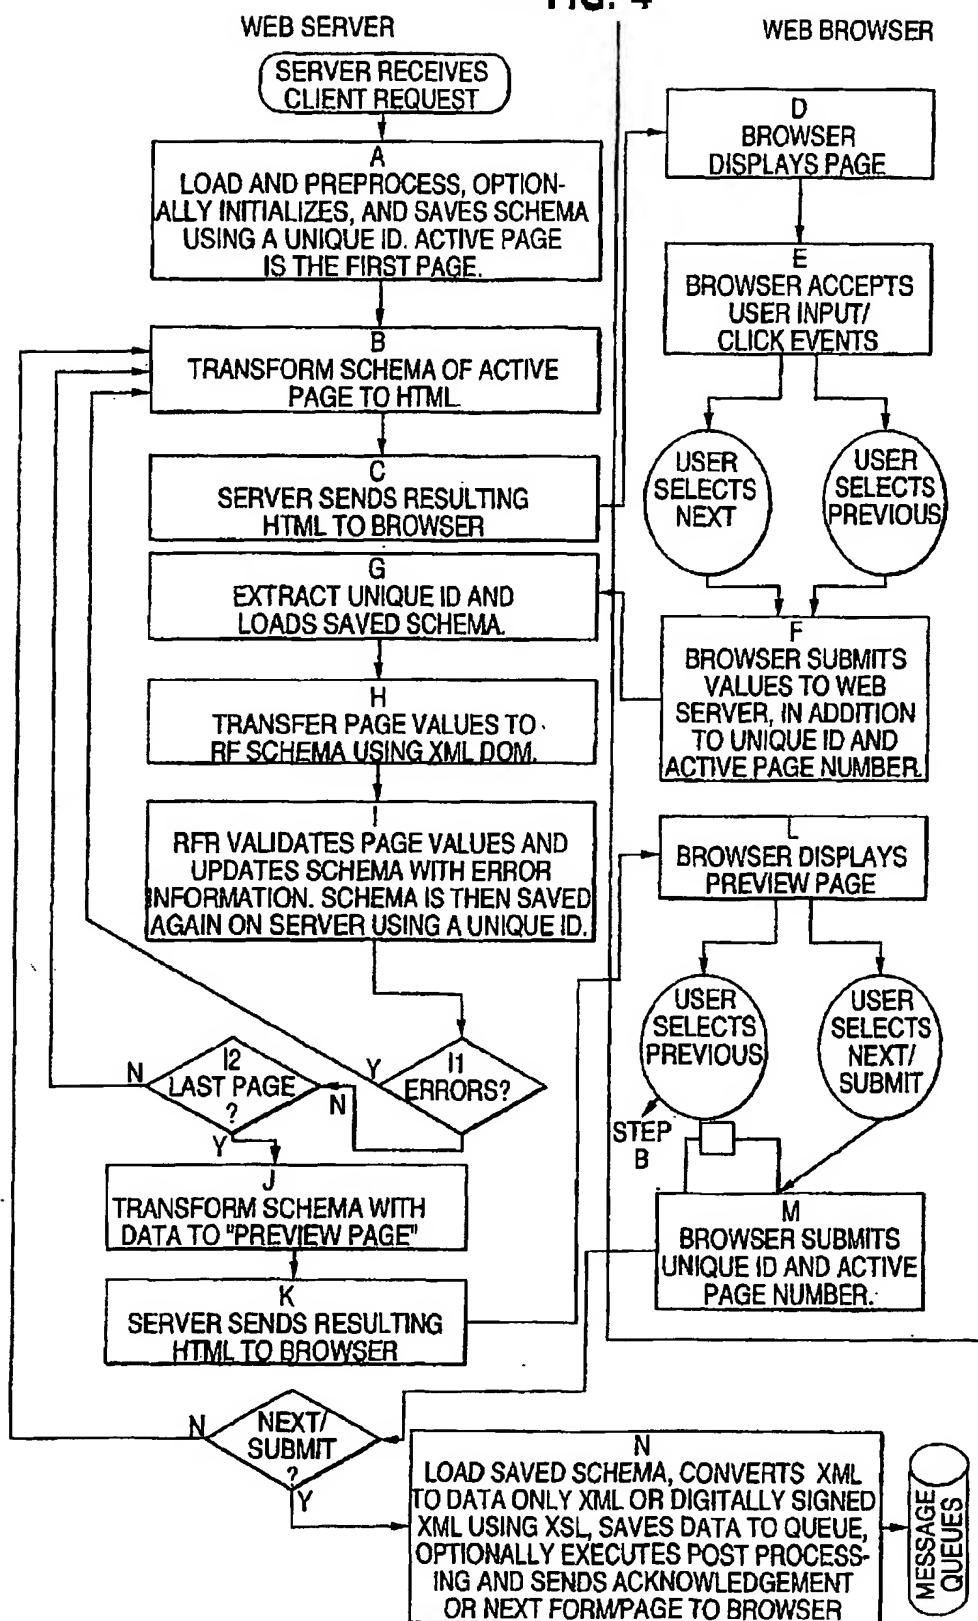 FIG. 4
WEB SERVER
WEB BROWSER
SERVER RECEIVES
CLIENT REQUEST
A
LOAD AND PREPROCESS, OPTION-
ALLY INITIALIZES, AND SAVES SCHEMA
USING A UNIQUE ID. ACTIVE PAGE
IS THE FIRST PAGE.
B
TRANSFORM SCHEMA OF ACTIVE
PAGE TO HTML.
C
SERVER SENDS RESULTING
HTML TO BROWSER
D
BROWSER
DISPLAYS PAGE
E
BROWSER ACCEPTS
USER INPUT/
CLICK EVENTS
USER
SELECTS
NEXT
USER
SELECTS
PREVIOUS
F
BROWSER SUBMITS
VALUES TO WEB
SERVER, IN ADDITION
TO UNIQUE ID AND
ACTIVE PAGE NUMBER.
G
EXTRACT UNIQUE ID AND
LOADS SAVED SCHEMA.
H
TRANSFER PAGE VALUES TO
RF SCHEMA USING XML DOM.
I
RFR VALIDATES PAGE VALUES AND
UPDATES SCHEMA WITH ERROR
INFORMATION. SCHEMA IS THEN SAVED
AGAIN ON SERVER USING A UNIQUE ID.
I1
ERRORS?
Y
N
I2
LAST PAGE
?
N
Y
J
TRANSFORM SCHEMA WITH
DATA TO "PREVIEW PAGE"
K
SERVER SENDS RESULTING
HTML TO BROWSER
L
BROWSER DISPLAYS
PREVIEW PAGE
USER
SELECTS
PREVIOUS
USER
SELECTS
NEXT/
SUBMIT
STEP
B
M
BROWSER SUBMITS
UNIQUE ID AND ACTIVE
PAGE NUMBER.
NEXT/
SUBMIT
?
N
Y
N
LOAD SAVED SCHEMA, CONVERTS XML
TO DATA ONLY XML OR DIGITALLY SIGNED
XML USING XSL, SAVES DATA TO QUEUE,
OPTIONALLY EXECUTES POST PROCESS-
ING AND SENDS ACKNOWLEDGEMENT
OR NEXT FORM/PAGE TO BROWSER
MESSAGE
QUEUES